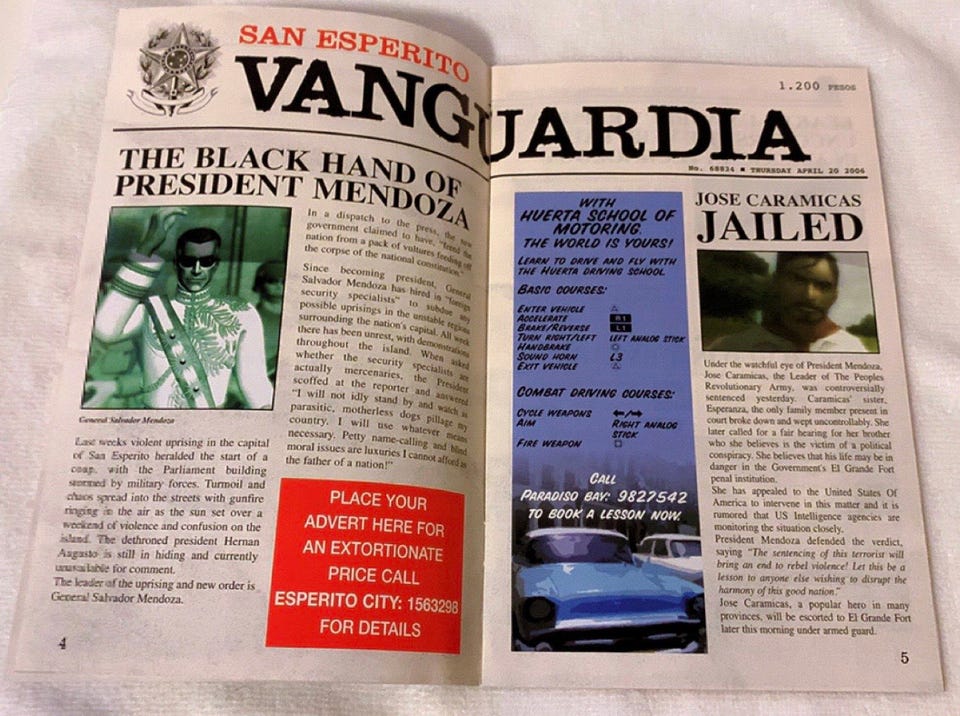 SAN ESPERITO
VANGUARDIA
1.200 PESOS
No. 68834 ■ THURSDAY APRIL 20 2006
THE BLACK HAND OF
PRESIDENT MENDOZA
General Salvador Mendoza
Last weeks violent uprising in the capital
of San Esperito heralded the start of a
coup, with the Parliament building
stormed by military forces. Turmoil and
chaos spread into the streets with gunfire
ringing in the air as the sun set over a
weekend of violence and confusion on the
island. The dethroned president Hernan
Augusto is still in hiding and currently
unavailable for comment.
The leader of the uprising and new order is
General Salvador Mendoza.
In a dispatch to the press, the new
government claimed to have, "freed the
nation from a pack of vultures feeding off
the corpse of the national constitution."
Since becoming president, General
Salvador Mendoza has hired in "foreign
security specialists" to subdue any
possible uprisings in the unstable regions
surrounding the nation's capital. All week
there has been unrest, with demonstrations
throughout the island. When asked
whether the security specialists are
actually mercenaries, the President
scoffed at the reporter and answered
"I will not idly stand by and watch as
parasitic, motherless dogs pillage my
country. I will use whatever means
necessary. Petty name-calling and blind
moral issues are luxuries I cannot afford as
the father of a nation!"
PLACE YOUR
ADVERT HERE FOR
AN EXTORTIONATE
PRICE CALL
ESPERITO CITY: 1563298
FOR DETAILS
4
WITH
HUERTA SCHOOL OF
MOTORING.
THE WORLD IS YOURS!
LEARN TO DRIVE AND FLY WITH
THE HUERTA DRIVING SCHOOL
BASIC COURSES:
ENTER VEHICLE △
ACCELERATE R1
BRAKE/REVERSE L1
TURN RIGHT/LEFT LEFT ANALOG STICK
HANDBRAKE
SOUND HORN L3
EXIT VEHICLE △
COMBAT DRIVING COURSES:
CYCLE WEAPONS ←/→
AIM RIGHT ANALOG
STICK
FIRE WEAPON □
CALL
PARADISO BAY: 9827542
TO BOOK A LESSON NOW.
JOSE CARAMICAS
JAILED
Under the watchful eye of President Mendoza,
Jose Caramicas, the Leader of The Peoples
Revolutionary Army, was controversially
sentenced yesterday. Caramicas' sister,
Esperanza, the only family member present in
court broke down and wept uncontrollably. She
later called for a fair hearing for her brother
who she believes is the victim of a political
conspiracy. She believes that his life may be in
danger in the Government's El Grande Fort
penal institution.
She has appealed to the United States Of
America to intervene in this matter and it is
rumored that US Intelligence agencies are
monitoring the situation closely.
President Mendoza defended the verdict,
saying "The sentencing of this terrorist will
bring an end to rebel violence! Let this be a
lesson to anyone else wishing to disrupt the
harmony of this good nation."
Jose Caramicas, a popular hero in many
provinces, will be escorted to El Grande Fort
later this morning under armed guard.
5